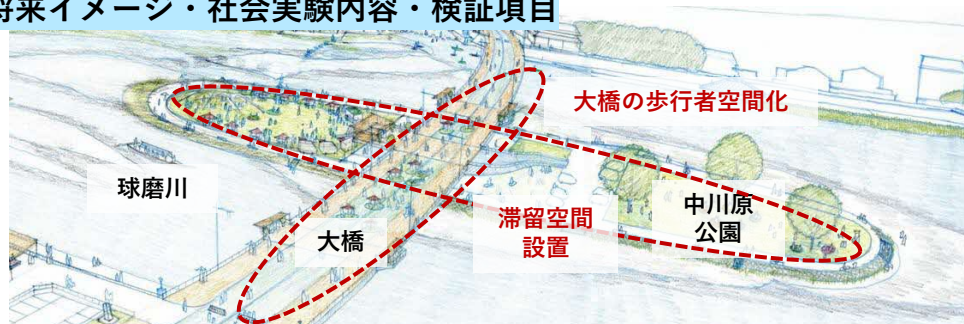 将来イメージ・社会実験内容・検証項目
大橋の歩行者空間化
球磨川
大橋
滞留空間
設置
中川原
公園